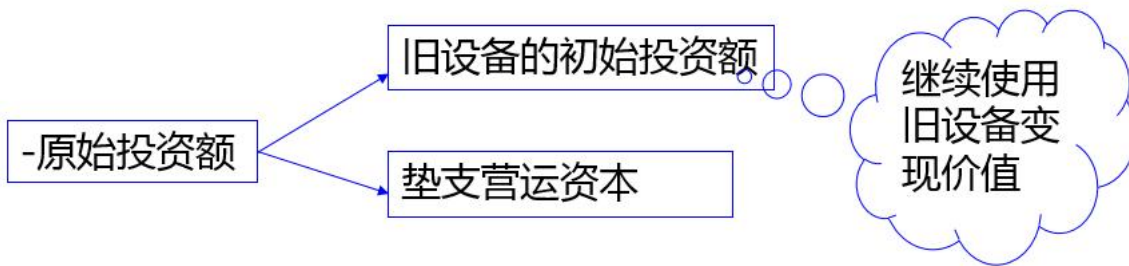 旧设备的初始投资额
-原始投资额
垫支营运资本
继续使用
旧设备变
现价值